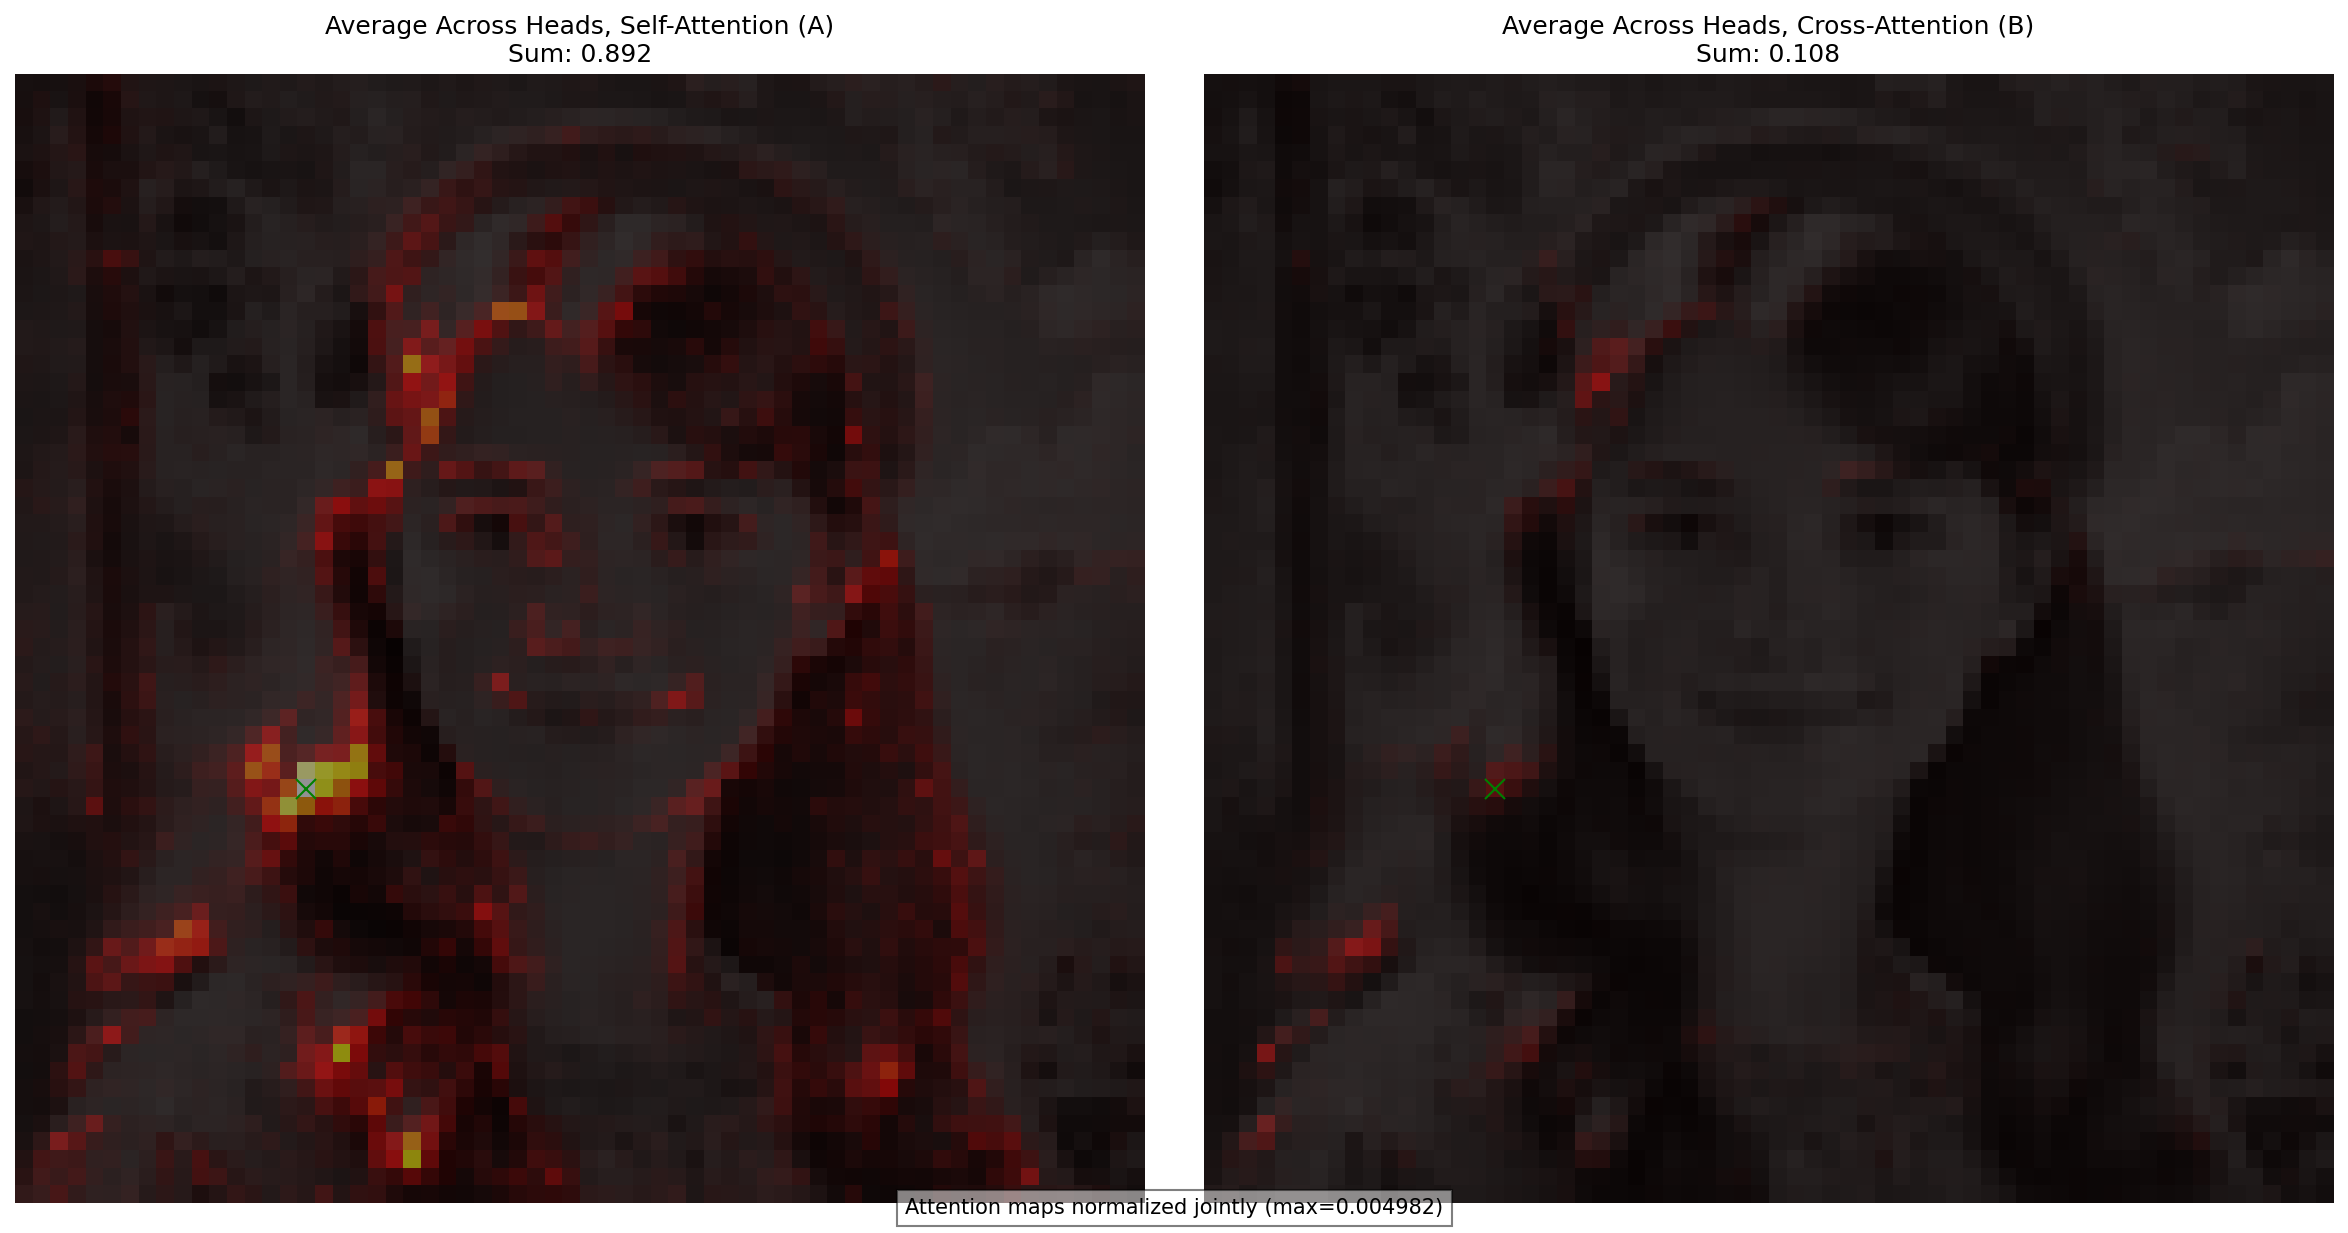 Average Across Heads, Self-Attention (A)
Sum: 0.892
Average Across Heads, Cross-Attention (B)
Sum: 0.108
Attention maps normalized jointly (max=0.004982)